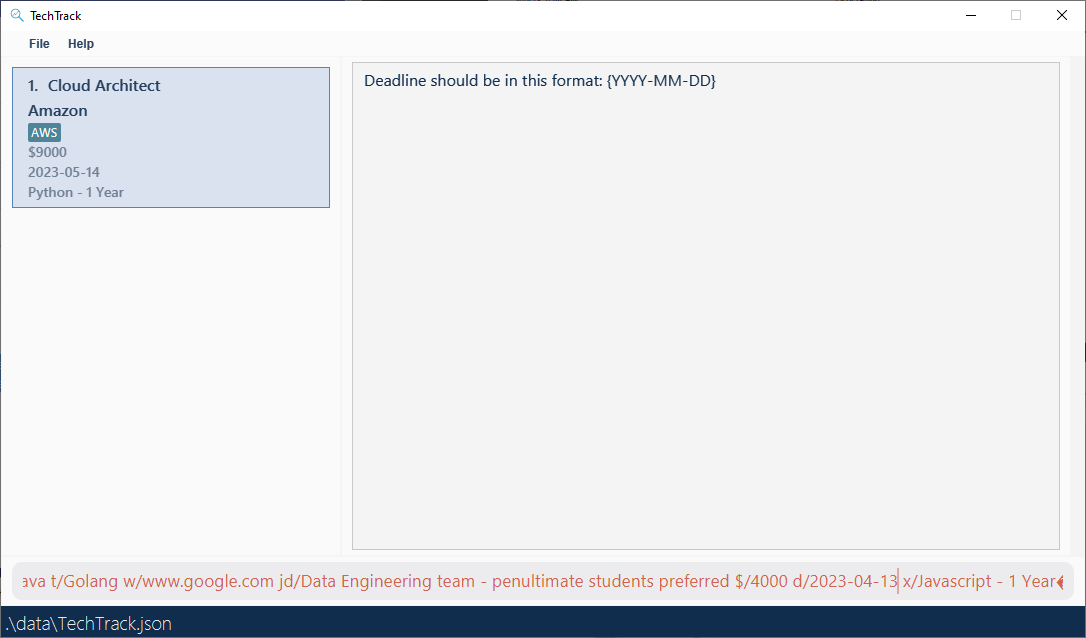 TechTrack
File Help
1. Cloud Architect
Amazon
AWS
$9000
2023-05-14
Python - 1 Year
Deadline should be in this format: {YYYY-MM-DD}
ava t/Golang w/www.google.com jd/Data Engineering team - penultimate students preferred $/4000 d/2023-04-13 x/Javascript - 1 Year
.\data\TechTrack.json